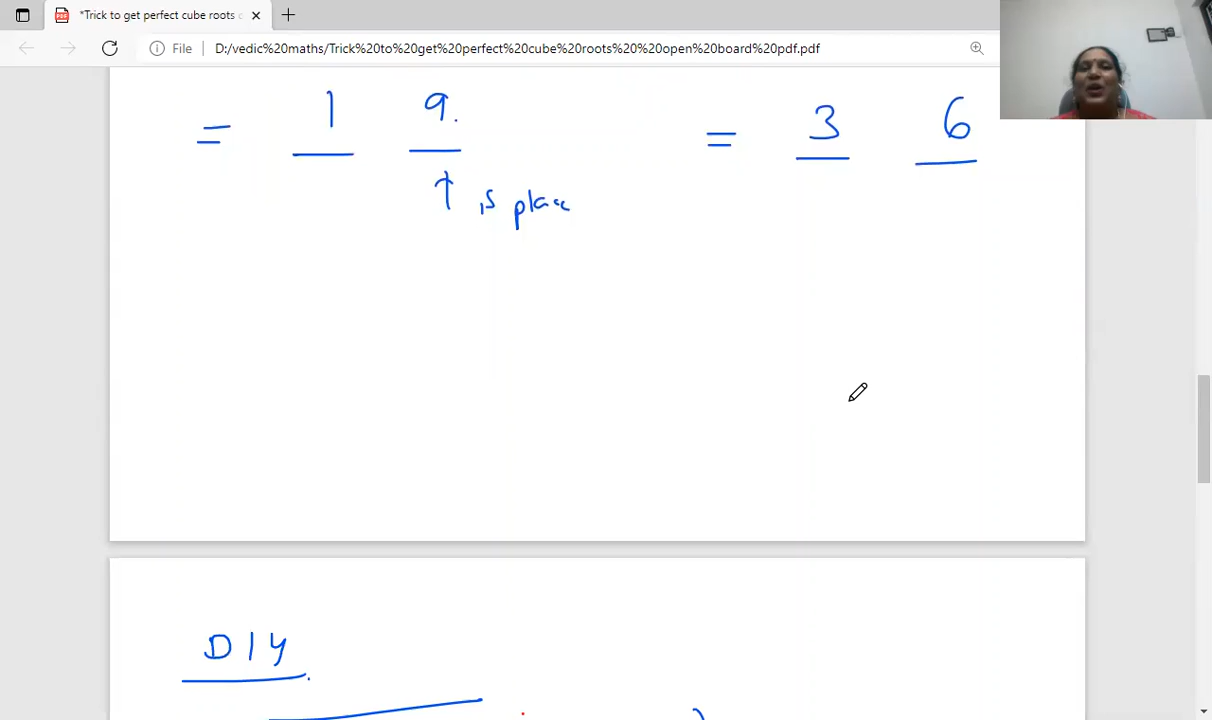 *Trick to get perfect cube roots
File D:/vedic%20maths/Trick%20to%20get%20perfect%20cube%20roots%20%20open%20board%20pdf.pdf
= 1 9.
= 3 6
1s place
DIY